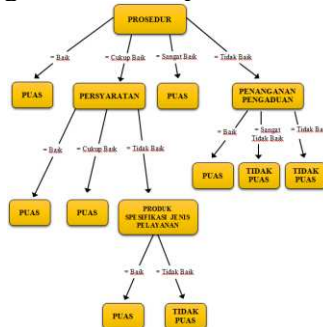 PROSEDUR
= Baik
= Cukup Baik
= Sangat Baik
= Tidak Baik
PUAS
PERSYARATAN
PUAS
PENANGANAN
PENGADUAN
= Baik
= Cukup Baik
= Tidak Baik
= Baik
= Sangat
Tidak Baik
= Tidak Baik
PUAS
TIDAK
PUAS
TIDAK
PUAS
PUAS
PUAS
PRODUK
SPESIFIKASI JENIS
PELAYANAN
= Baik
= Tidak Baik
PUAS
TIDAK
PUAS